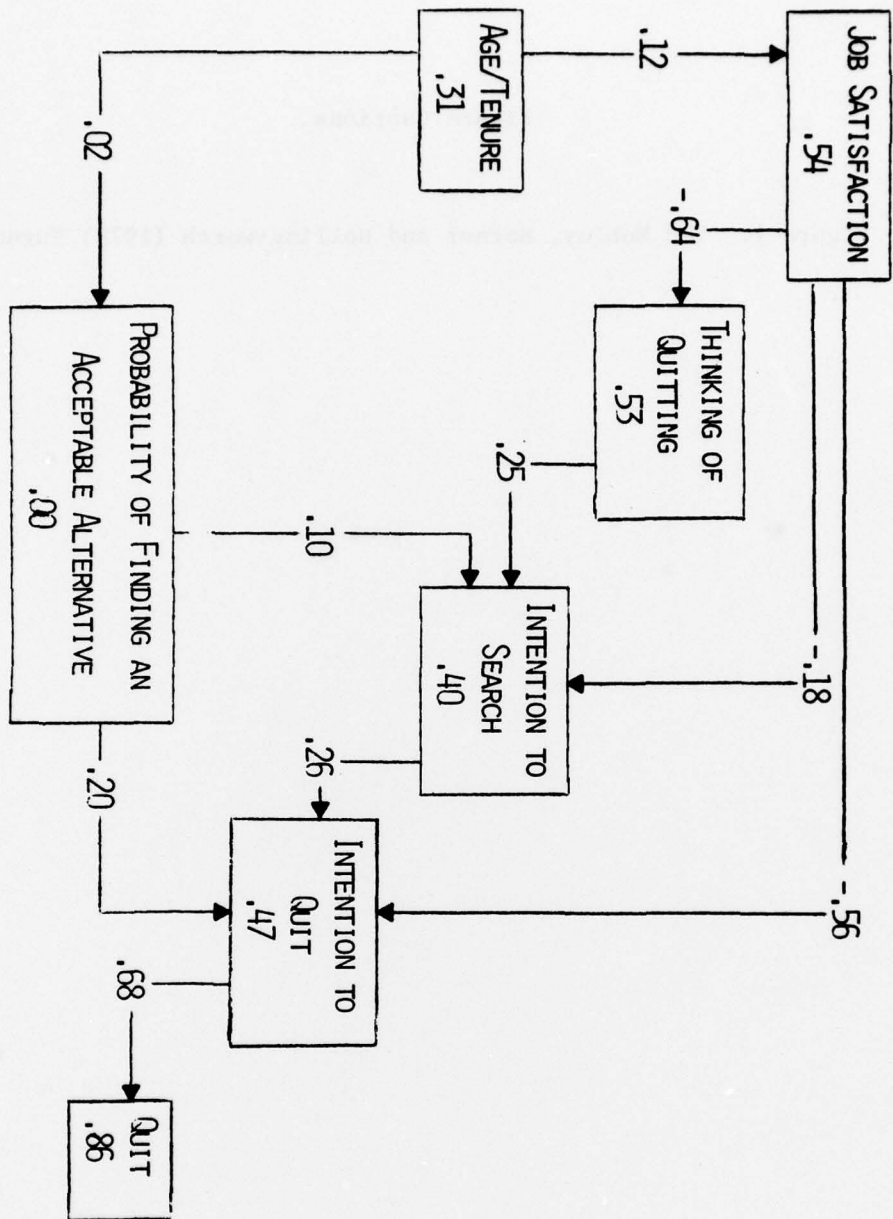 JOB SATISFACTION
.54
-.18
-.56
.12
-.64
THINKING OF
QUITTING
.53
AGE/TENURE
.31
.25
INTENTION TO
SEARCH
.40
.10
.26
INTENTION TO
QUIT
.47
.02
PROBABILITY OF FINDING AN
ACCEPTABLE ALTERNATIVE
.00
.20
.68
QUIT
.86